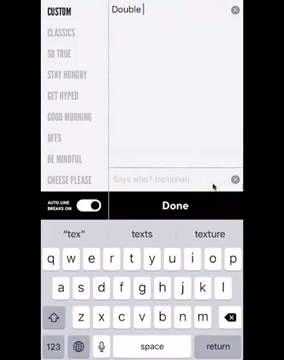 CUSTOM
Double
CLASSICS
SO TRUE
STAY HUNGRY
GET HYPED
GOOD MORNING
BFFS
BE MINDFUL
CHEESE PLEASE
Says who? (optional)
AUTO LINE
BREAKS ON
Done
"tex" texts texture
q w e r t y u i o p
a s d f g h j k l
z x c v b n m
123 space return